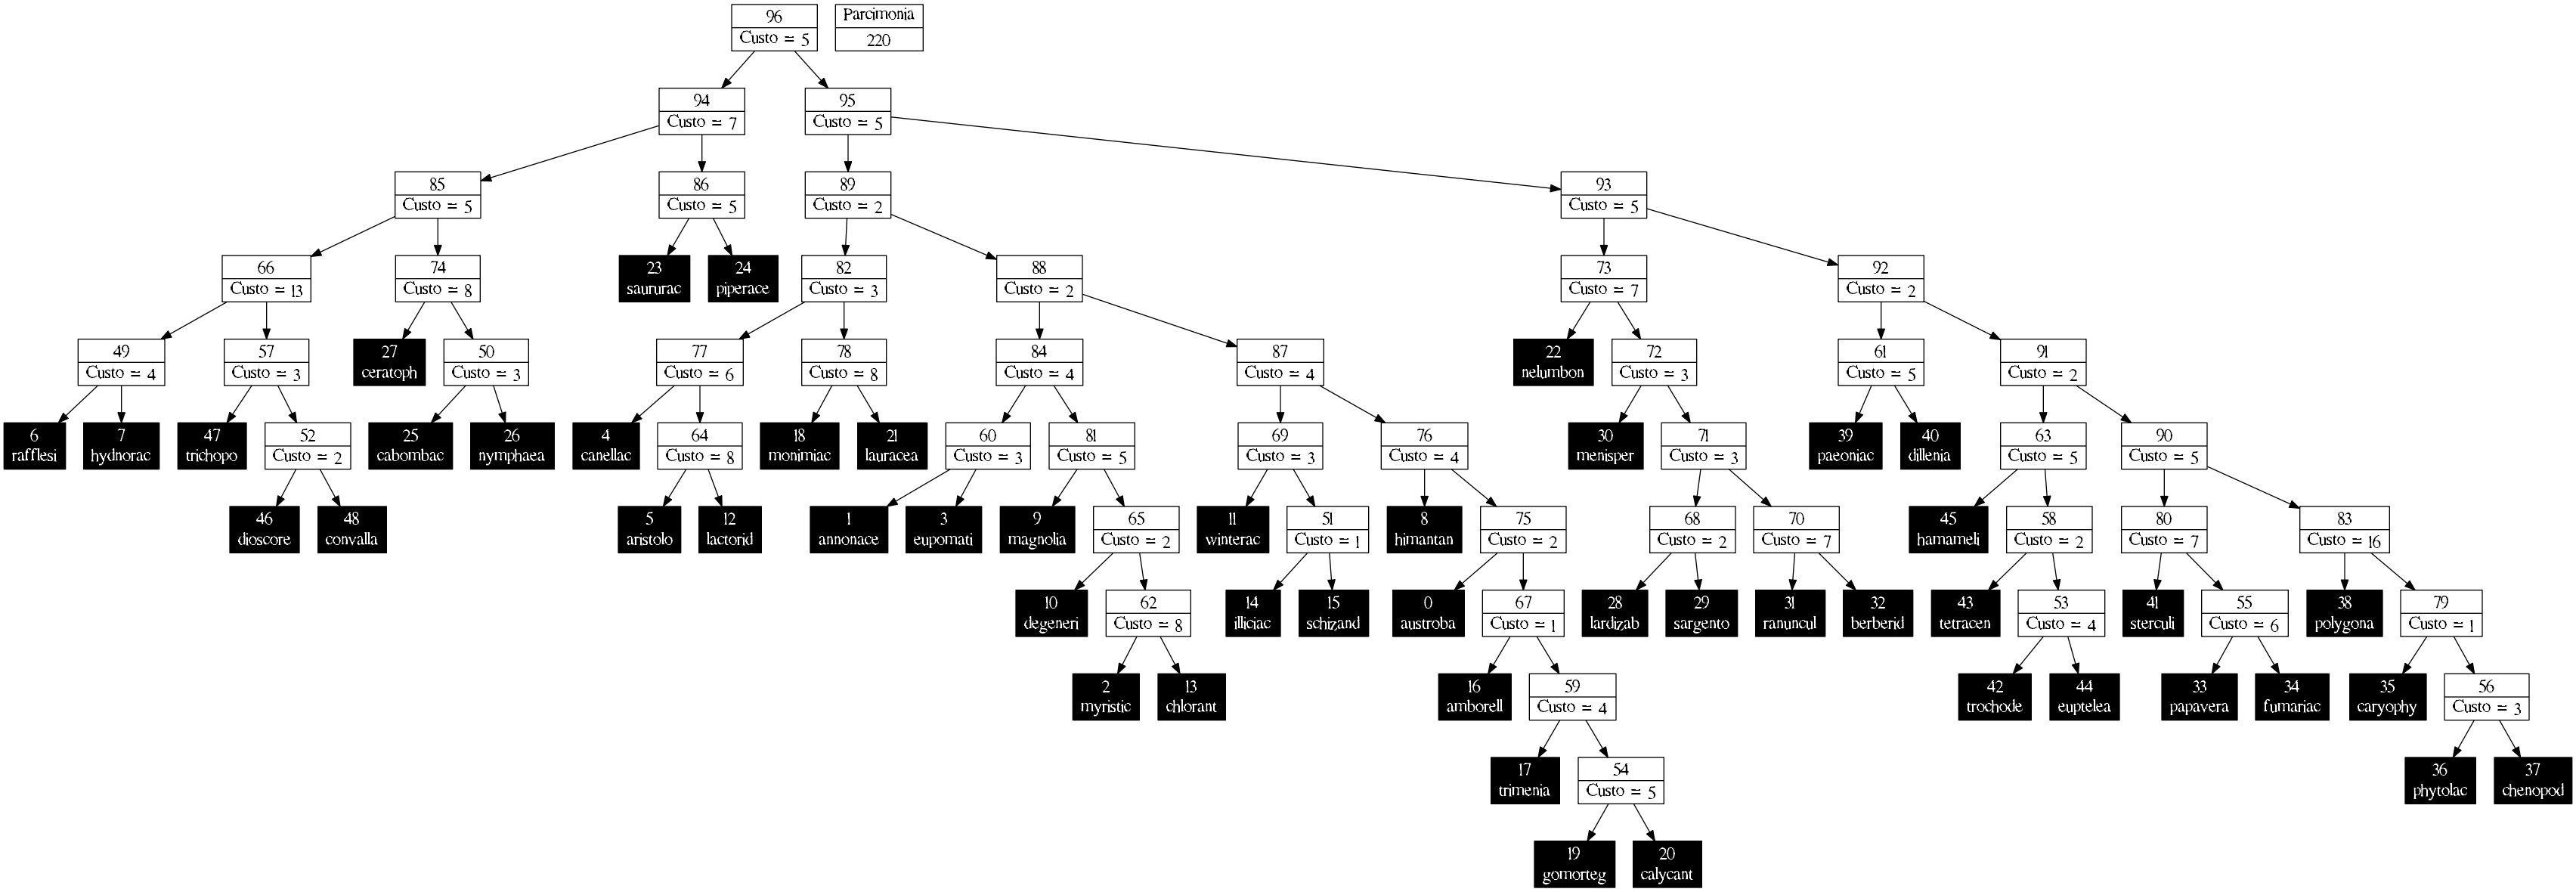 96
Custo = 5
Parcimonia
220
94
Custo = 7
95
Custo = 5
85
Custo = 5
86
Custo = 5
89
Custo = 2
93
Custo = 5
66
Custo = 13
74
Custo = 8
23
saururac
24
piperace
82
Custo = 3
88
Custo = 2
73
Custo = 7
92
Custo = 2
49
Custo = 4
57
Custo = 3
27
ceratoph
50
Custo = 3
77
Custo = 6
78
Custo = 8
84
Custo = 4
87
Custo = 4
22
nelumbon
72
Custo = 3
61
Custo = 5
91
Custo = 2
6
rafflesi
7
hydnorac
47
trichopo
52
Custo = 2
25
cabombac
26
nymphaea
4
canellac
64
Custo = 8
18
monimiac
21
lauracea
60
Custo = 3
81
Custo = 5
69
Custo = 3
76
Custo = 4
30
menisper
71
Custo = 3
39
paeoniac
40
dillenia
63
Custo = 5
90
Custo = 5
46
dioscore
48
convalla
5
aristolo
12
lactorid
1
annonace
3
eupomati
9
magnolia
65
Custo = 2
11
winterac
51
Custo = 1
8
himantan
75
Custo = 2
68
Custo = 2
70
Custo = 7
45
hamameli
58
Custo = 2
80
Custo = 7
83
Custo = 16
10
degeneri
62
Custo = 8
14
illiciac
15
schizand
0
austroba
67
Custo = 1
28
lardizab
29
sargento
31
ranuncul
32
berberid
43
tetracen
53
Custo = 4
41
sterculi
55
Custo = 6
38
polygona
79
Custo = 1
2
myristic
13
chlorant
16
amborell
59
Custo = 4
42
trochode
44
euptelea
33
papavera
34
fumariac
35
caryophy
56
Custo = 3
17
trimenia
54
Custo = 5
36
phytolac
37
chenopod
19
gomorteg
20
calycant